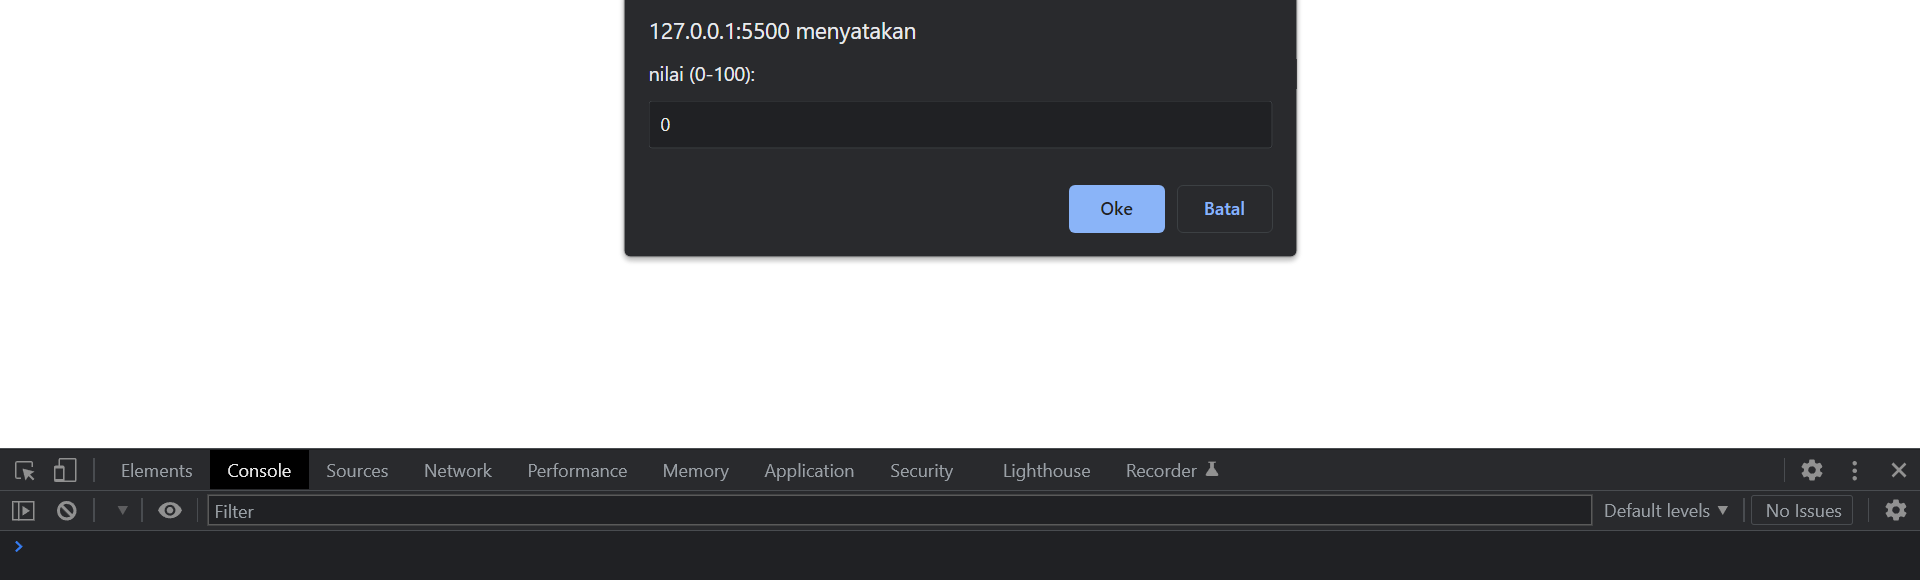 127.0.0.1:5500 menyatakan
nilai (0-100):
0
Oke Batal
Elements Console Sources Network Performance Memory Application Security Lighthouse Recorder
Filter Default levels No Issues